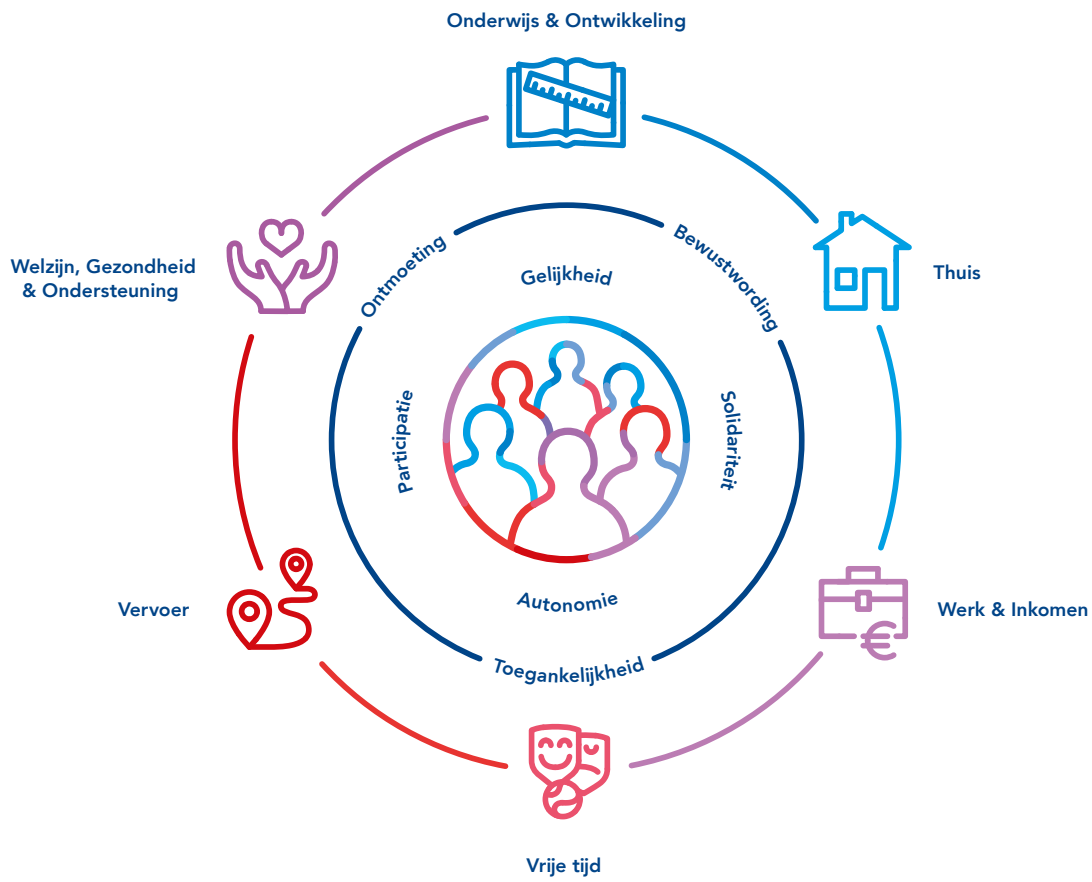 Onderwijs & Ontwikkeling
Ontmoeting
Bewustwording
Gelijkheid
Welzijn, Gezondheid
& Ondersteuning
Thuis
Participatie
Solidariteit
Autonomie
Vervoer
Werk & Inkomen
Toegankelijkheid
Vrije tijd